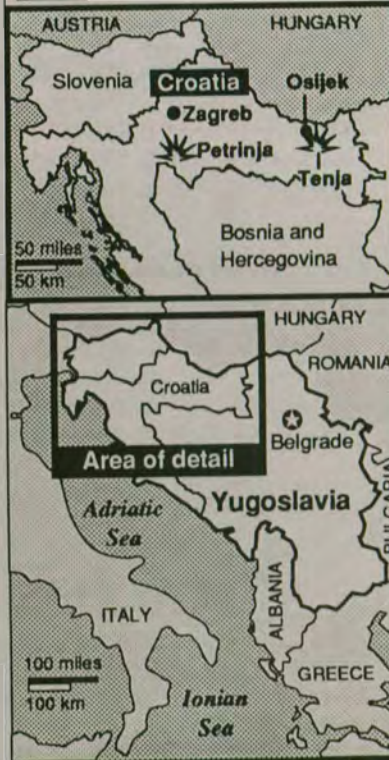 AUSTRIA
HUNGARY
Slovenia
Croatia
Osijek
Zagreb
Petrinja
Tenja
Bosnia and
Hercegovina
50 miles
50 km
HUNGARY
ROMANIA
Croatia
Belgrade
Area of detail
Yugoslavia
Adriatic
Sea
ITALY
ALBANIA
100 miles
100 km
GREECE
Ionian
Sea